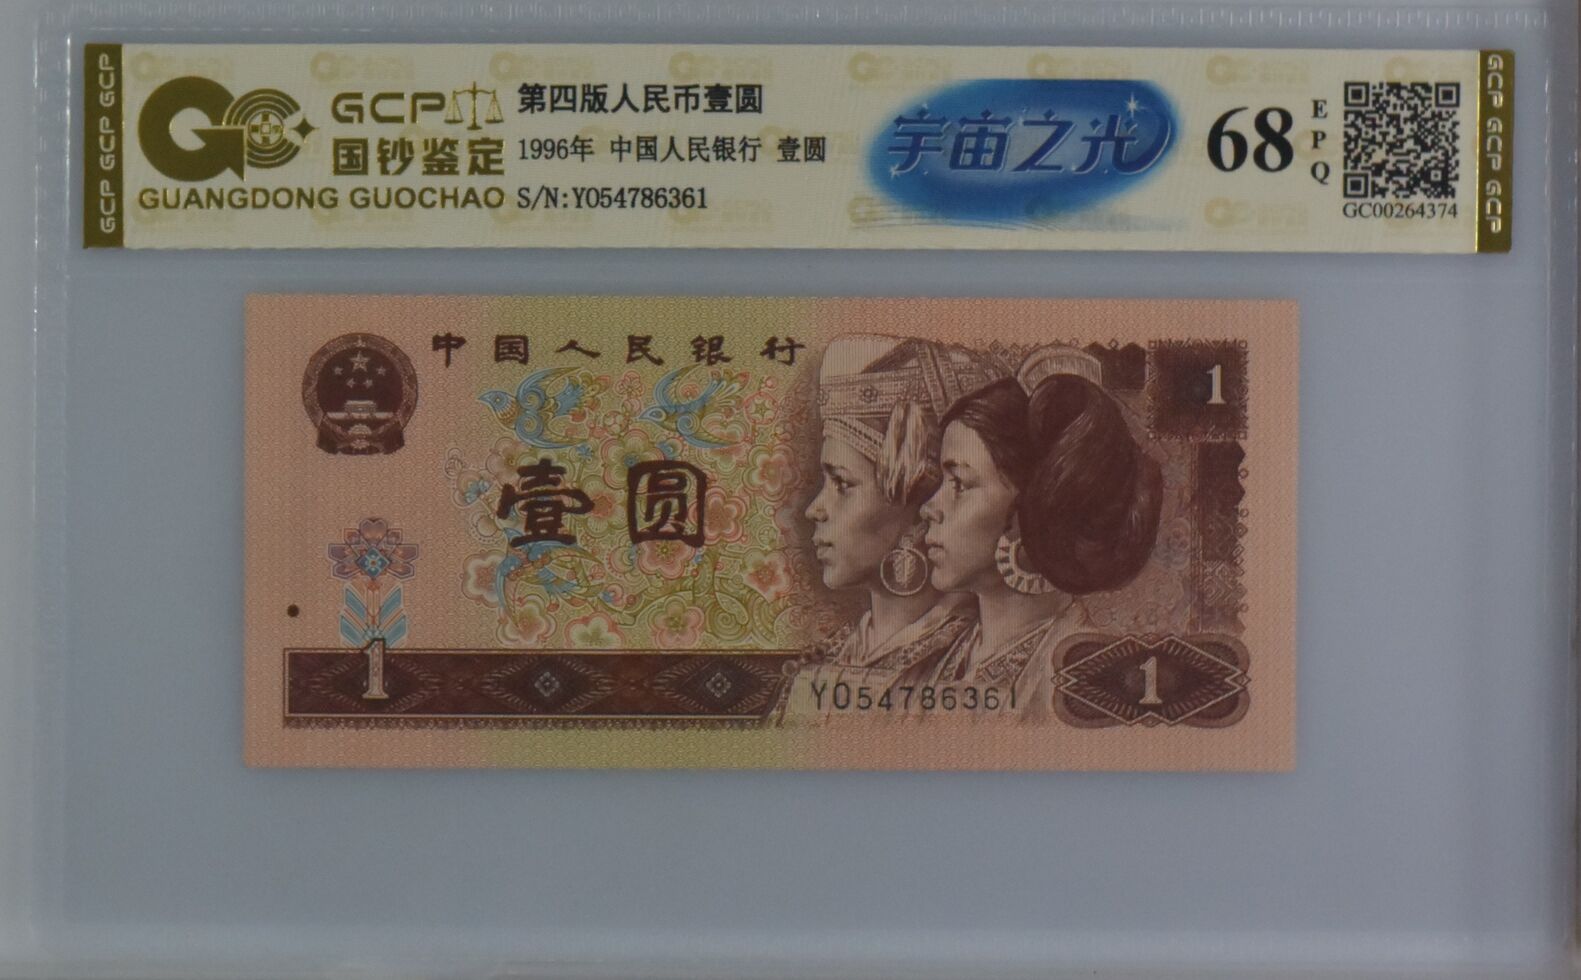 GCP GCP GCP
GCP
国钞鉴定
GUANGDONG GUOCHAO
第四版人民币壹圆
1996年 中国人民银行 壹圆
S/N:YO54786361
宇宙之光
68
EPQ
GC00264374
GCP GCP GCP
中国人民银行
1
壹圆
1
YO54786361
1